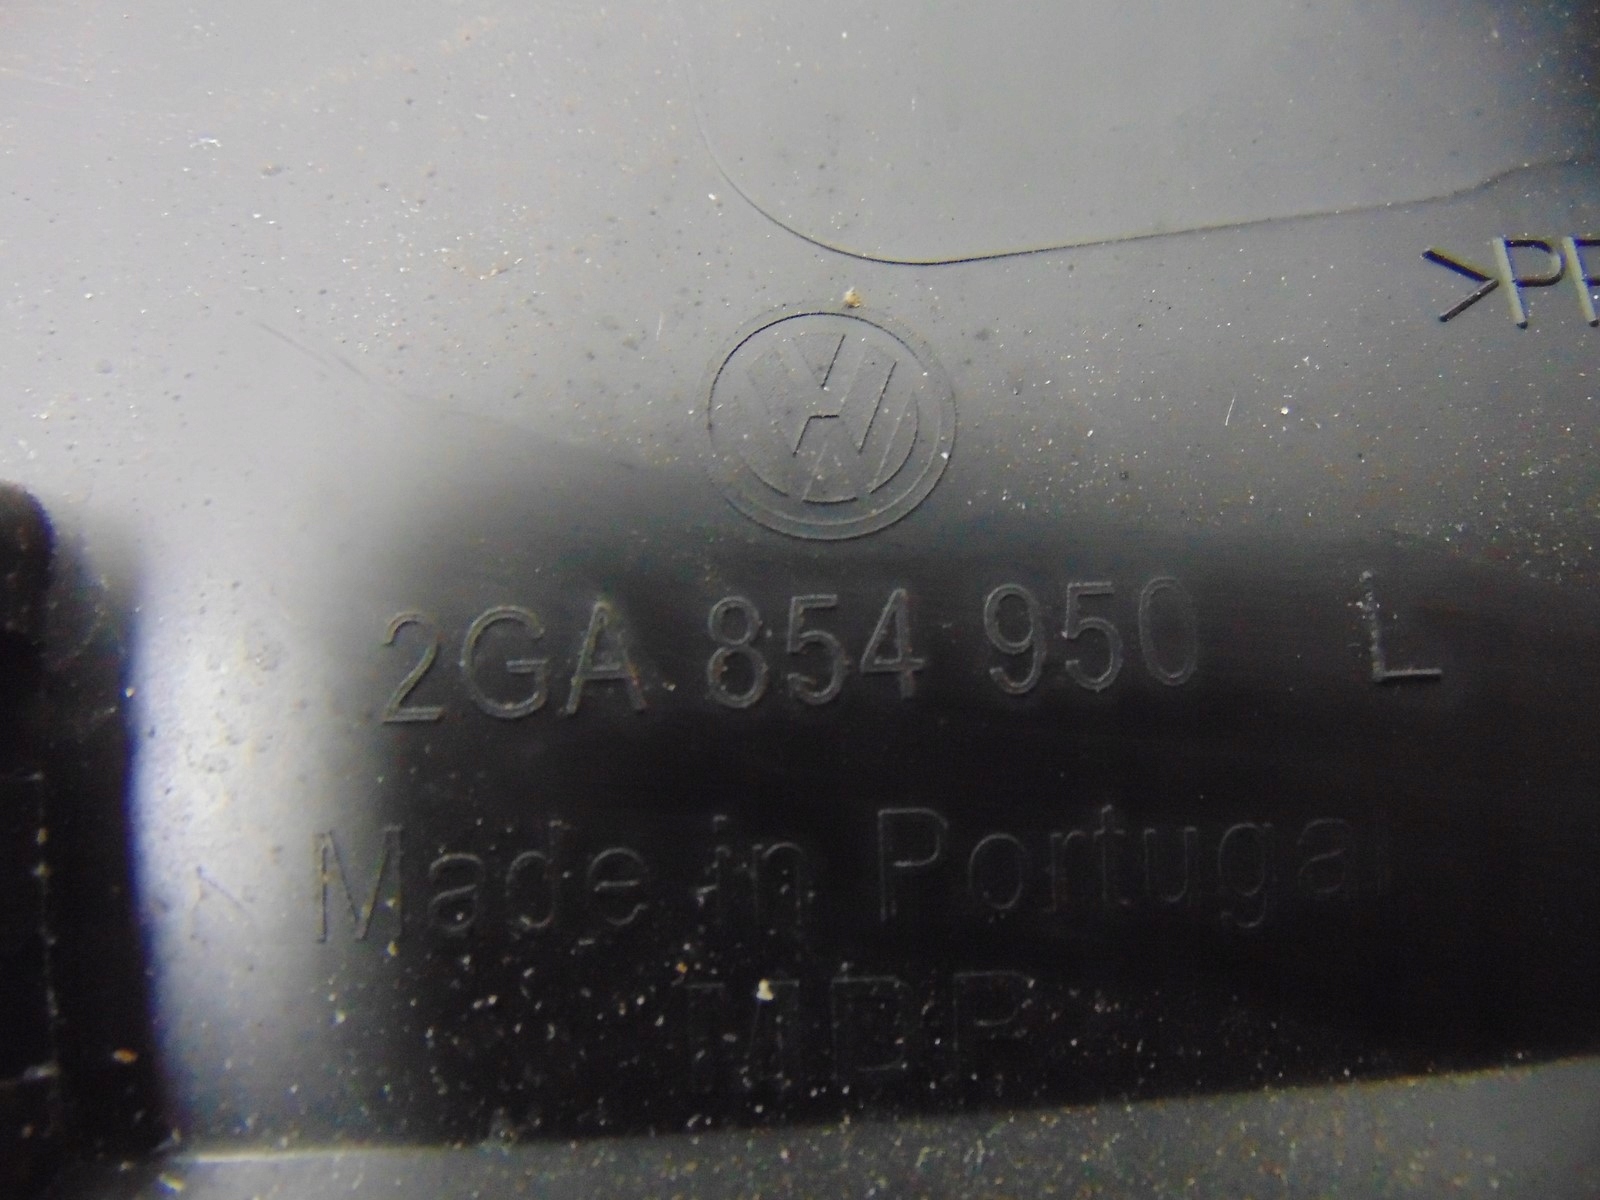 >PP
2GA 854 950 L
Made in Portugal